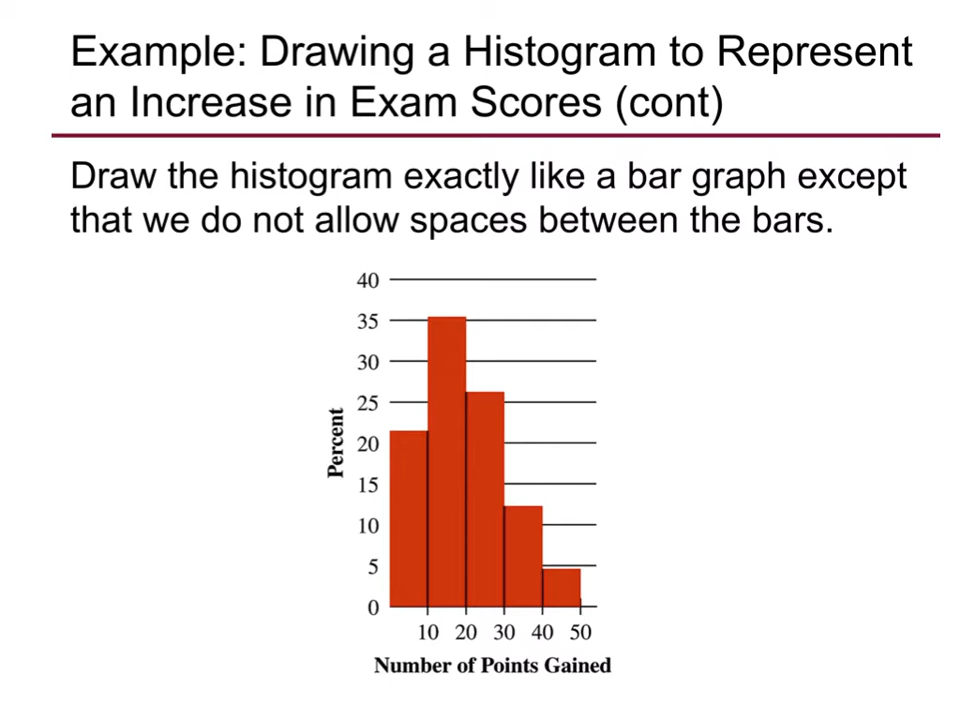 Example: Drawing a Histogram to Represent
an Increase in Exam Scores (cont)
Draw the histogram exactly like a bar graph except
that we do not allow spaces between the bars.
40
35
30
25
20
15
10
5
0
Percent
10 20 30 40 50
Number of Points Gained